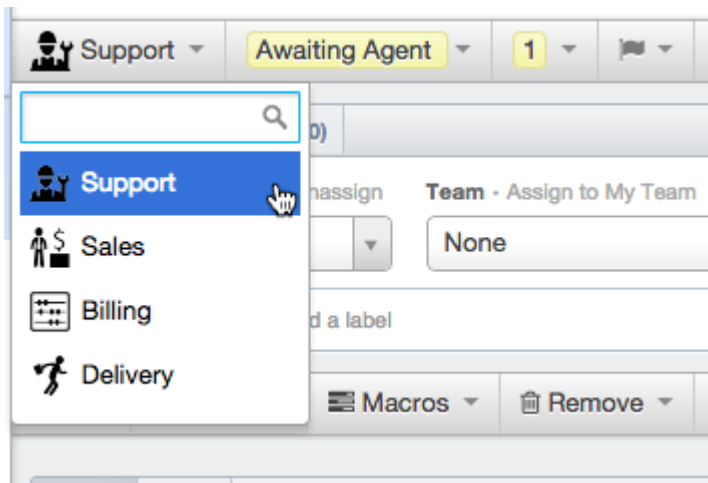 Support Awaiting Agent 1
0)
Support
nassign Team · Assign to My Team
Sales
None
Billing
d a label
Delivery
Macros Remove